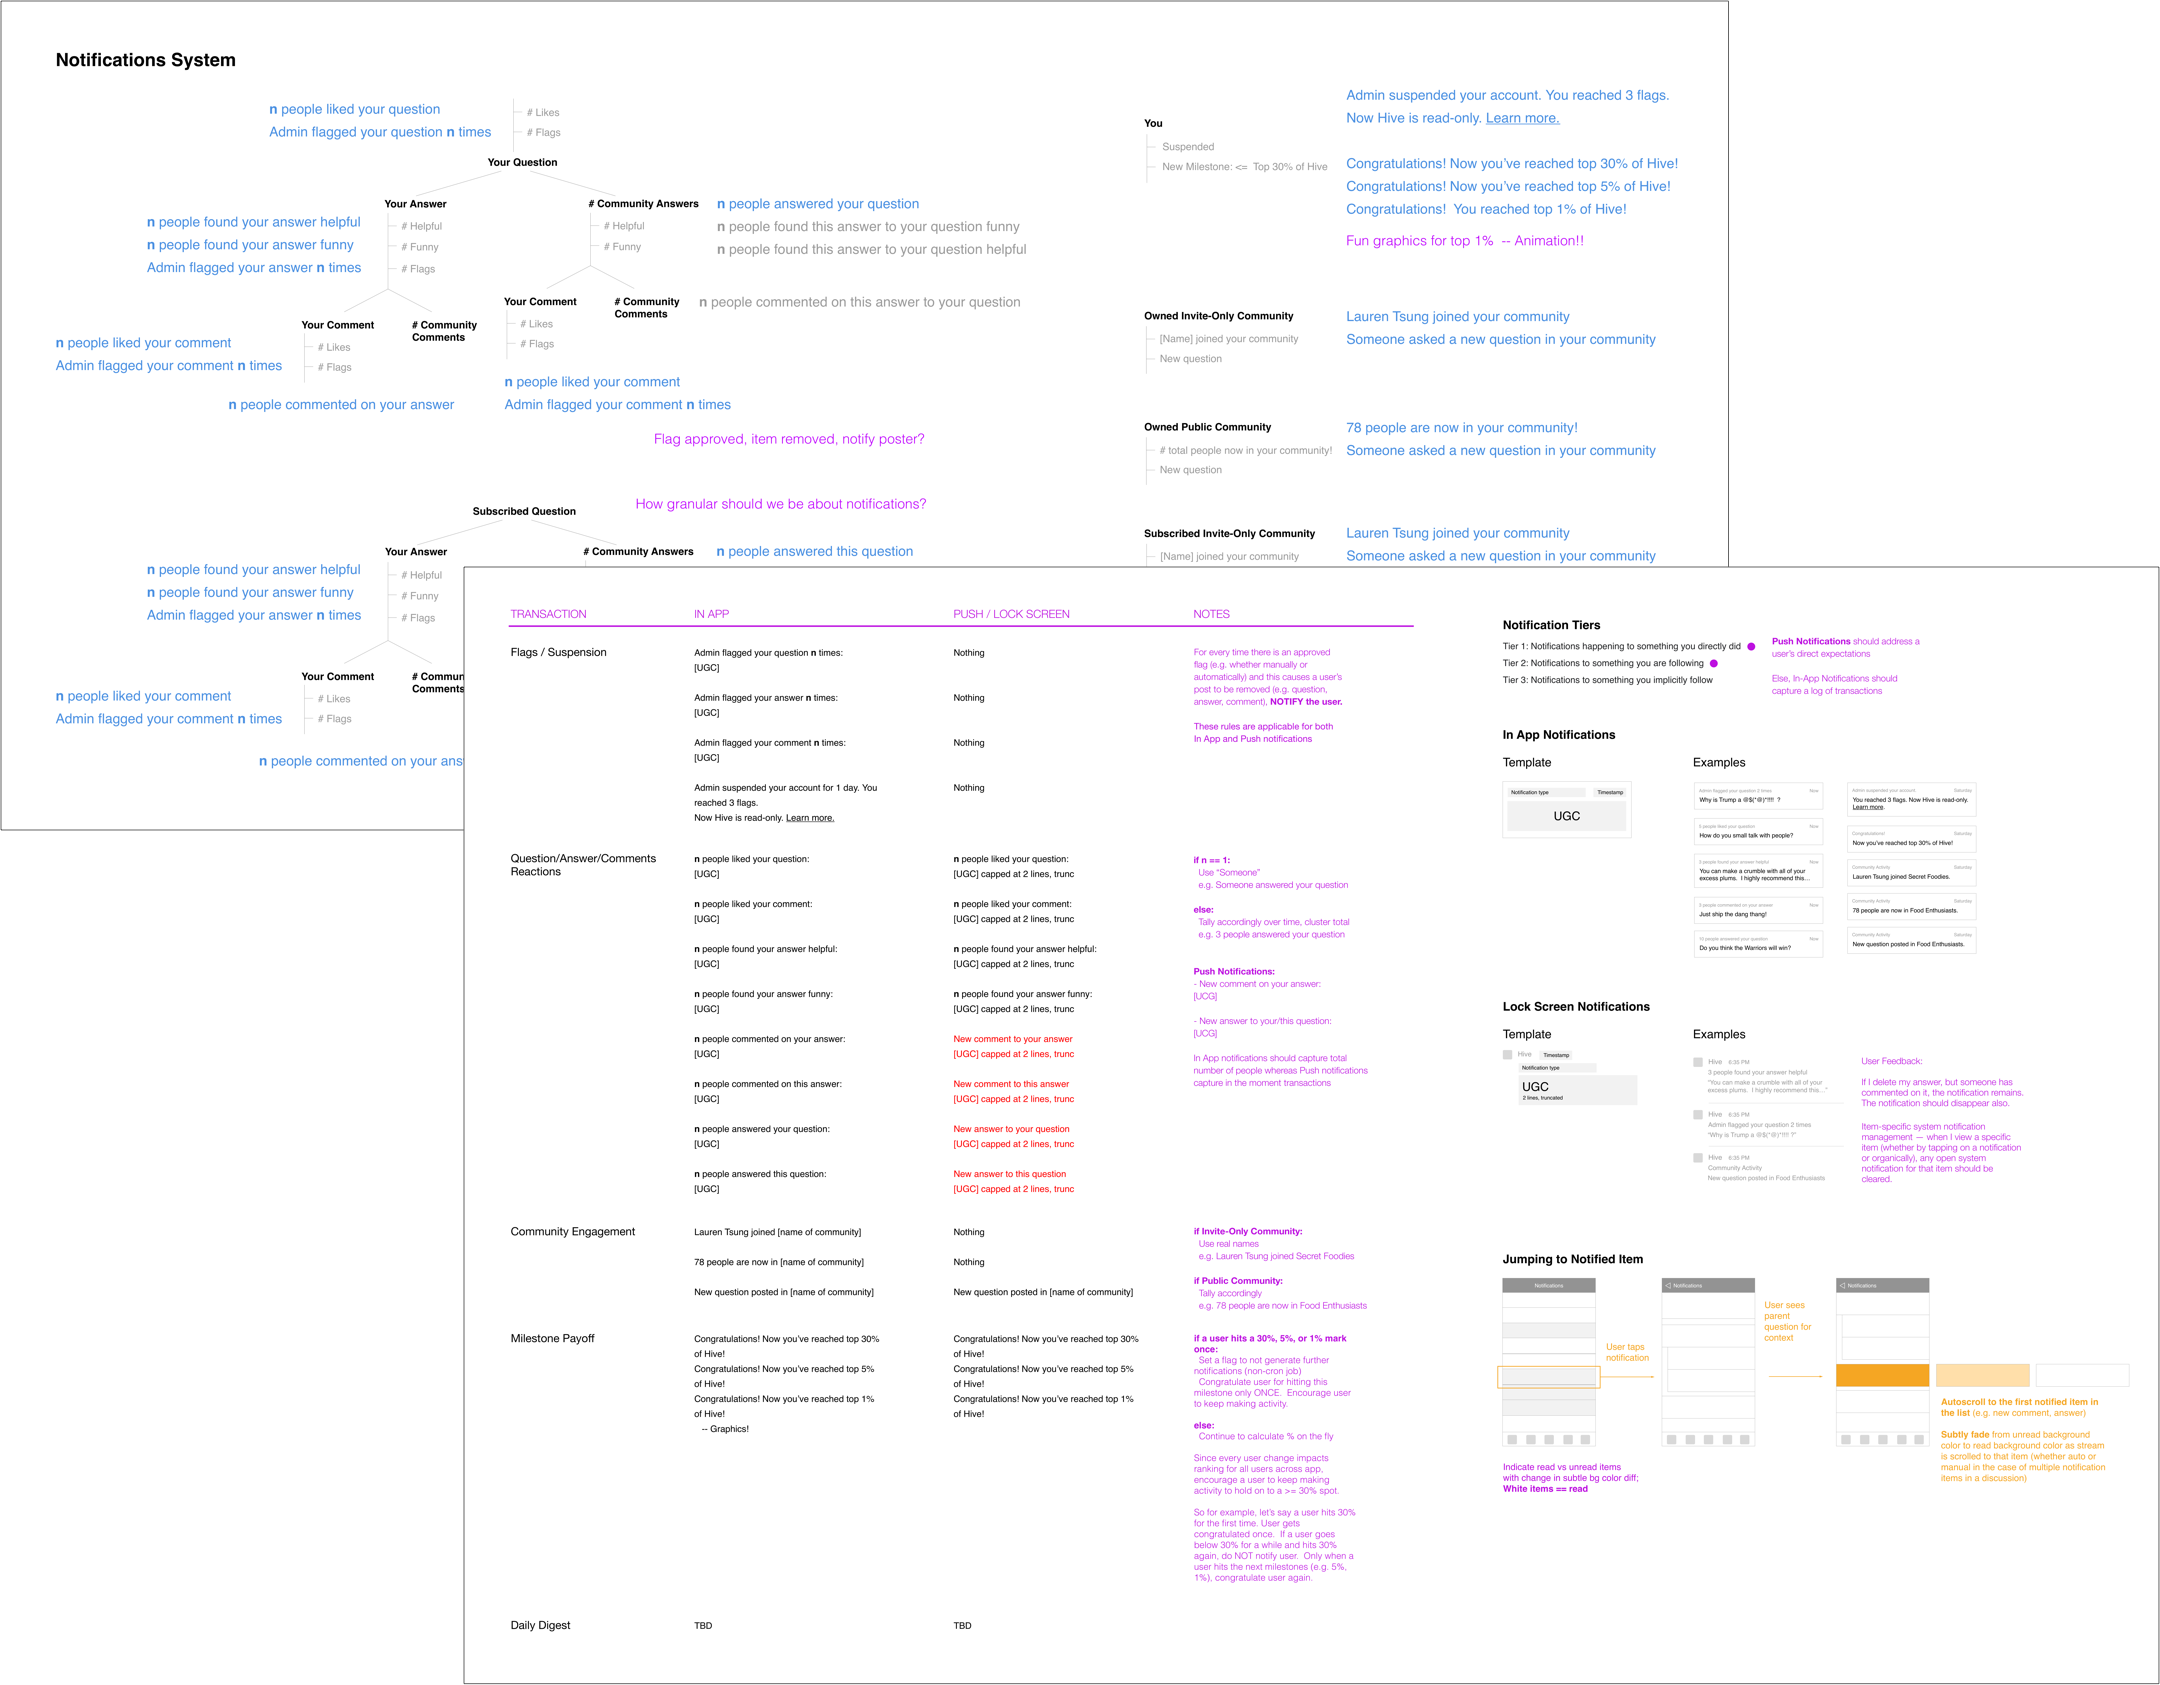 Notifications System
n people liked your question
Admin flagged your question n times
# Likes
# Flags
Your Question
Your Answer
# Helpful
# Funny
# Flags
n people found your answer helpful
n people found your answer funny
Admin flagged your answer n times
# Community Answers
# Helpful
# Funny
n people answered your question
n people found this answer to your question funny
n people found this answer to your question helpful
Your Comment
# Likes
# Flags
# Community
Comments
n people liked your comment
Admin flagged your comment n times
n people commented on your answer
Your Comment
# Likes
# Flags
# Community
Comments
n people commented on this answer to your question
n people liked your comment
Admin flagged your comment n times
Flag approved, item removed, notify poster?
How granular should we be about notifications?
Subscribed Question
Your Answer
# Helpful
# Funny
# Flags
n people found your answer helpful
n people found your answer funny
Admin flagged your answer n times
# Community Answers
n people answered this question
Your Comment
# Likes
# Flags
# Commun
Comments
n people liked your comment
Admin flagged your comment n times
n people commented on your ans
You
Suspended
New Milestone: <= Top 30% of Hive
Admin suspended your account. You reached 3 flags.
Now Hive is read-only. Learn more.
Congratulations! Now you've reached top 30% of Hive!
Congratulations! Now you've reached top 5% of Hive!
Congratulations! You reached top 1% of Hive!
Fun graphics for top 1% -- Animation!!
Owned Invite-Only Community
[Name] joined your community
New question
Lauren Tsung joined your community
Someone asked a new question in your community
Owned Public Community
# total people now in your community!
New question
78 people are now in your community!
Someone asked a new question in your community
Subscribed Invite-Only Community
[Name] joined your community
Lauren Tsung joined your community
Someone asked a new question in your community
TRANSACTION
IN APP
PUSH / LOCK SCREEN
NOTES
Flags / Suspension
Admin flagged your question n times:
[UGC]
Nothing
Admin flagged your answer n times:
[UGC]
Nothing
Admin flagged your comment n times:
[UGC]
Nothing
Admin suspended your account for 1 day. You
reached 3 flags.
Now Hive is read-only. Learn more.
Nothing
For every time there is an approved
flag (e.g. whether manually or
automatically) and this causes a user's
post to be removed (e.g. question,
answer, comment), NOTIFY the user.
These rules are applicable for both
In App and Push notifications
Question/Answer/Comments
Reactions
n people liked your question:
[UGC]
n people liked your question:
[UGC] capped at 2 lines, trunc
n people liked your comment:
[UGC]
n people liked your comment:
[UGC] capped at 2 lines, trunc
n people found your answer helpful:
[UGC]
n people found your answer helpful:
[UGC] capped at 2 lines, trunc
n people found your answer funny:
[UGC]
n people found your answer funny:
[UGC] capped at 2 lines, trunc
n people commented on your answer:
[UGC]
New comment to your answer
[UGC] capped at 2 lines, trunc
n people commented on this answer:
[UGC]
New comment to this answer
[UGC] capped at 2 lines, trunc
n people answered your question:
[UGC]
New answer to your question
[UGC] capped at 2 lines, trunc
n people answered this question:
[UGC]
New answer to this question
[UGC] capped at 2 lines, trunc
if n == 1:
Use "Someone"
e.g. Someone answered your question
else:
Tally accordingly over time, cluster total
e.g. 3 people answered your question
Push Notifications:
- New comment on your answer:
[UCG]
- New answer to your/this question:
[UCG]
In App notifications should capture total
number of people whereas Push notifications
capture in the moment transactions
Community Engagement
Lauren Tsung joined [name of community]
Nothing
78 people are now in [name of community]
Nothing
New question posted in [name of community]
New question posted in [name of community]
if Invite-Only Community:
Use real names
e.g. Lauren Tsung joined Secret Foodies
if Public Community:
Tally accordingly
e.g. 78 people are now in Food Enthusiasts
Milestone Payoff
Congratulations! Now you've reached top 30%
of Hive!
Congratulations! Now you've reached top 5%
of Hive!
Congratulations! Now you've reached top 1%
of Hive!
-- Graphics!
Congratulations! Now you've reached top 30%
of Hive!
Congratulations! Now you've reached top 5%
of Hive!
Congratulations! Now you've reached top 1%
of Hive!
if a user hits a 30%, 5%, or 1% mark
once:
Set a flag to not generate further
notifications (non-cron job)
Congratulate user for hitting this
milestone only ONCE. Encourage user
to keep making activity.
else:
Continue to calculate % on the fly
Since every user change impacts
ranking for all users across app,
encourage a user to keep making
activity to hold on to a >= 30% spot.
So for example, let's say a user hits 30%
for the first time. User gets
congratulated once. If a user goes
below 30% for a while and hits 30%
again; do NOT notify user. Only when a
user hits the next milestones (e.g. 5%,
1%), congratulate user again.
Daily Digest
TBD
TBD
Notification Tiers
Tier 1: Notifications happening to something you directly did
Tier 2: Notifications to something you are following
Tier 3: Notifications to something you implicitly follow
Push Notifications should address a
user's direct expectations
Else, In-App Notifications should
capture a log of transactions
In App Notifications
Template
Notification type
Timestamp
UGC
Examples
Admin flagged your question 2 times
Now
Why is Trump a @$(*@)*!!!! ?
5 people liked your question
Now
How do you small talk with people?
3 people found your answer helpful
Now
You can make a crumble with all of your
excess plums. I highly recommend this...
3 people commented on your answer
Now
Just ship the dang thang!
10 people answered your question
Now
Do you think the Warriors will win?
Admin suspended your account.
Saturday
You reached 3 flags. Now Hive is read-only.
Learn more.
Congratulations!
Saturday
Now you've reached top 30% of Hive!
Community Activity
Saturday
Lauren Tsung joined Secret Foodies.
Community Activity
Saturday
78 people are now in Food Enthusiasts.
Community Activity
Saturday
New question posted in Food Enthusiasts.
Lock Screen Notifications
Template
Hive
Timestamp
Notification type
UGC
2 lines, truncated
Examples
Hive 6:35 PM
3 people found your answer helpful
"You can make a crumble with all of your
excess plums. I highly recommend this..."
Hive 6:35 PM
Admin flagged your question 2 times
"Why is Trump a @$(*@)*!!!! ?"
Hive 6:35 PM
Community Activity
New question posted in Food Enthusiasts
User Feedback:
If I delete my answer, but someone has
commented on it, the notification remains.
The notification should disappear also.
Item-specific system notification
management — when I view a specific
item (whether by tapping on a notification
or organically), any open system
notification for that item should be
cleared.
Jumping to Notified Item
Notifications
User taps
notification
Notifications
User sees
parent
question for
context
Notifications
Autoscroll to the first notified item in
the list (e.g. new comment, answer)
Subtly fade from unread background
color to read background color as stream
is scrolled to that item (whether auto or
manual in the case of multiple notification
items in a discussion)
Indicate read vs unread items
with change in subtle bg color diff;
White items == read